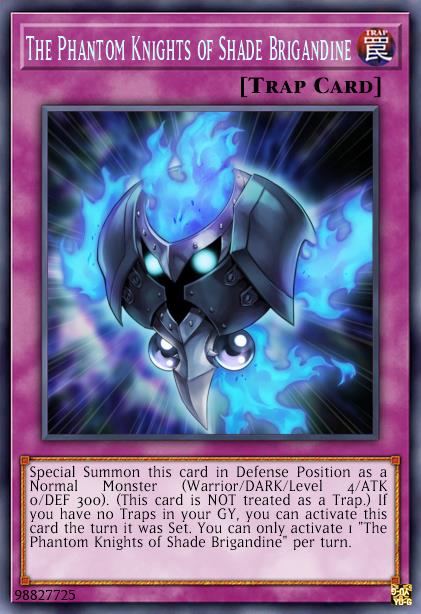 The Phantom Knights of Shade Brigandine
TRAP
罠
[Trap Card]
Special Summon this card in Defense Position as a
Normal Monster (Warrior/DARK/Level 4/ATK
0/DEF 300). (This card is NOT treated as a Trap.) If
you have no Traps in your GY, you can activate
this card the turn it was Set. You can only activate 1 "The
Phantom Knights of Shade Brigandine" per turn.
98827725